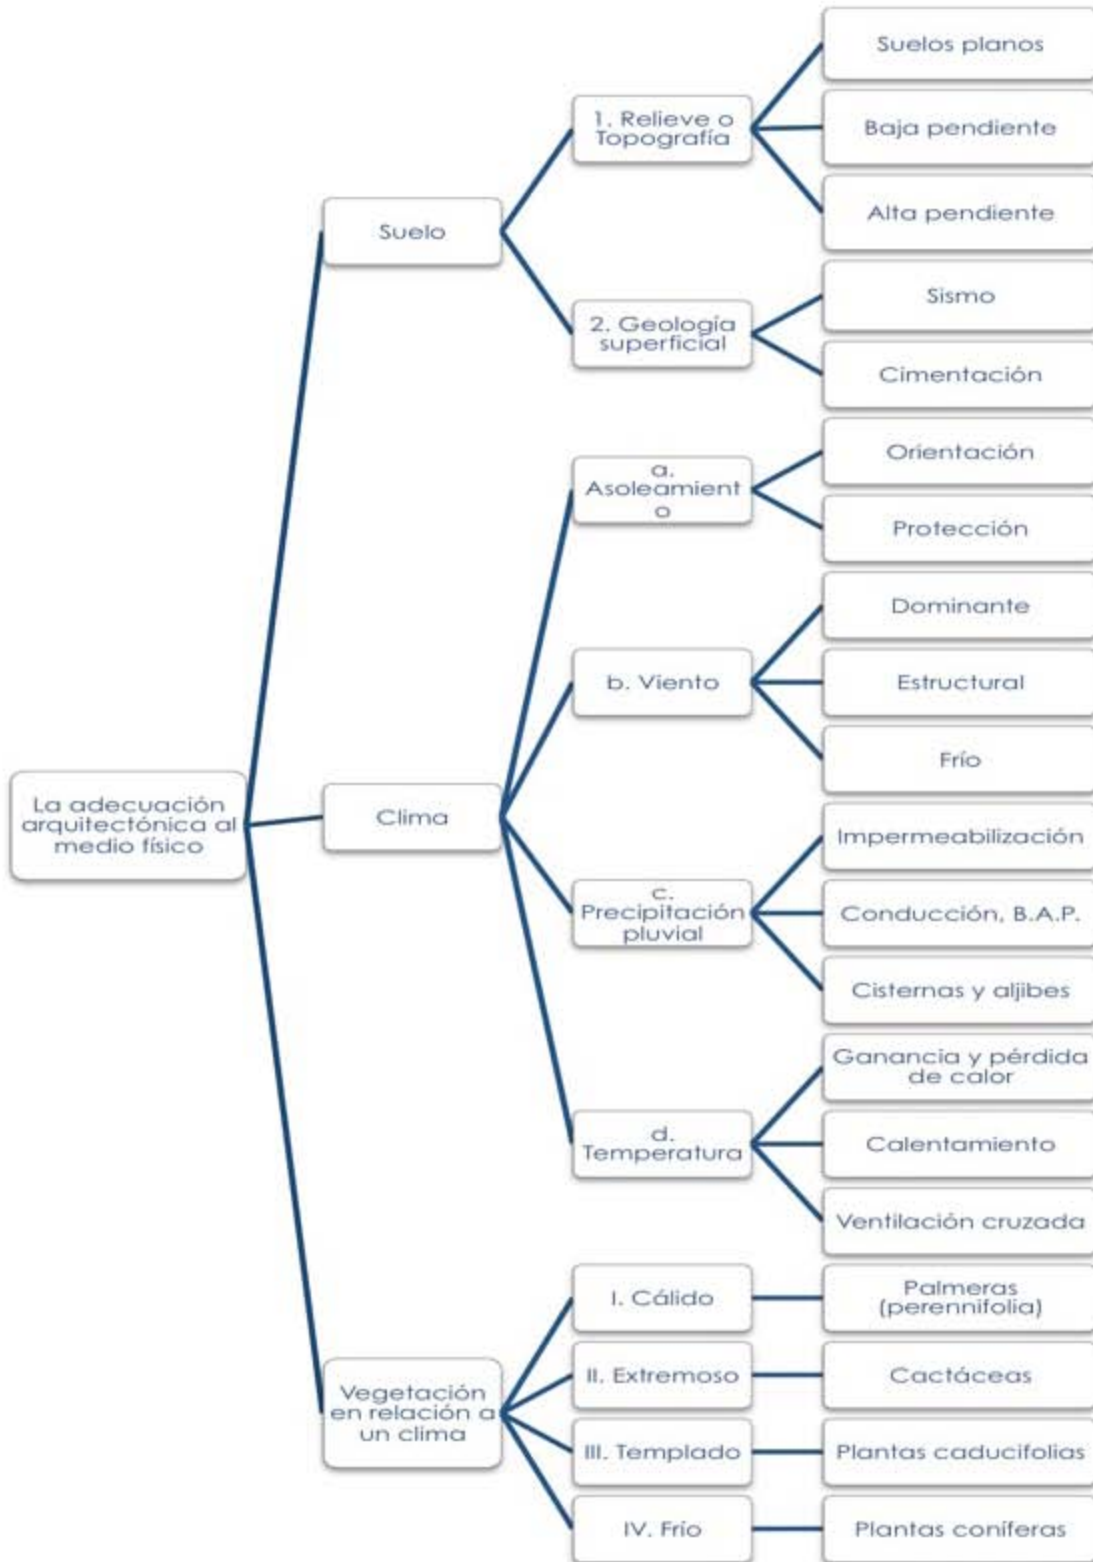 La adecuación
arquitectónica al
medio físico
Suelo
1. Relieve o
Topografía
Suelos planos
Baja pendiente
Alta pendiente
2. Geología
superficial
Sismo
Cimentación
Clima
a.
Asoleamient
o
Orientación
Protección
b. Viento
Dominante
Estructural
Frío
c.
Precipitación
pluvial
Impermeabilización
Conducción, B.A.P.
Cisternas y aljibes
d.
Temperatura
Ganancia y pérdida
de calor
Calentamiento
Ventilación cruzada
Vegetación
en relación a
un clima
I. Cálido
Palmeras
(perennifolia)
II. Extremoso
Cactáceas
III. Templado
Plantas caducifolias
IV. Frío
Plantas coníferas